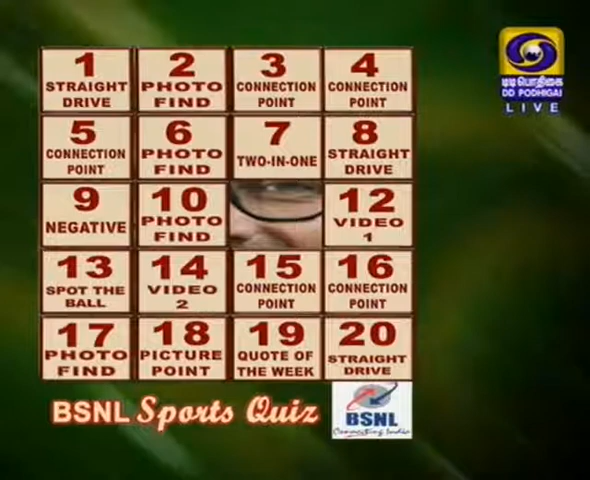 1 STRAIGHT DRIVE
2 PHOTO FIND
3 CONNECTION POINT
4 CONNECTION POINT
டிடி பொதிகை
DD PODHIGAI
LIVE
5 CONNECTION POINT
6 PHOTO FIND
7 TWO-IN-ONE
8 STRAIGHT DRIVE
9 NEGATIVE
10 PHOTO FIND
12 VIDEO 1
13 SPOT THE BALL
14 VIDEO 2
15 CONNECTION POINT
16 CONNECTION POINT
17 PHOTO FIND
18 PICTURE POINT
19 QUOTE OF THE WEEK
20 STRAIGHT DRIVE
BSNL Sports Quiz
BSNL
Connecting India